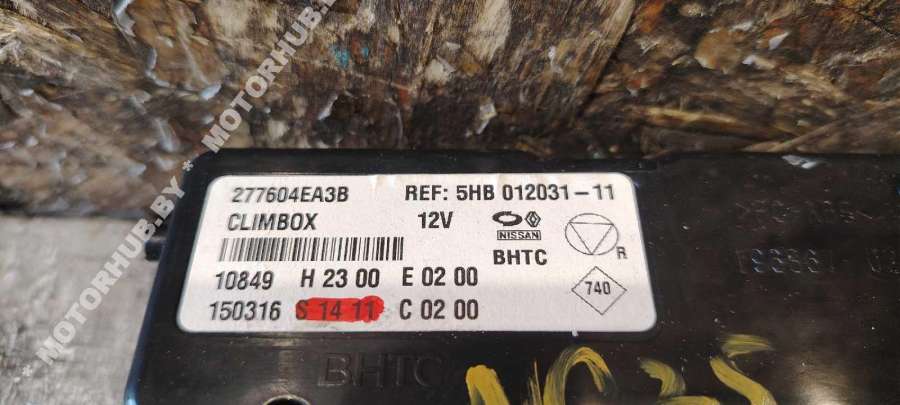 277604EA3B REF: 5HB 012031-11
CLIMBOX 12V
NISSAN
BHTC
R
10849 H 23 00 E 02 00
740
150316 S 14 11 C 02 00
BHTC
MOTORHUB.BY * MOTORHUB.BY * MOTORHUB